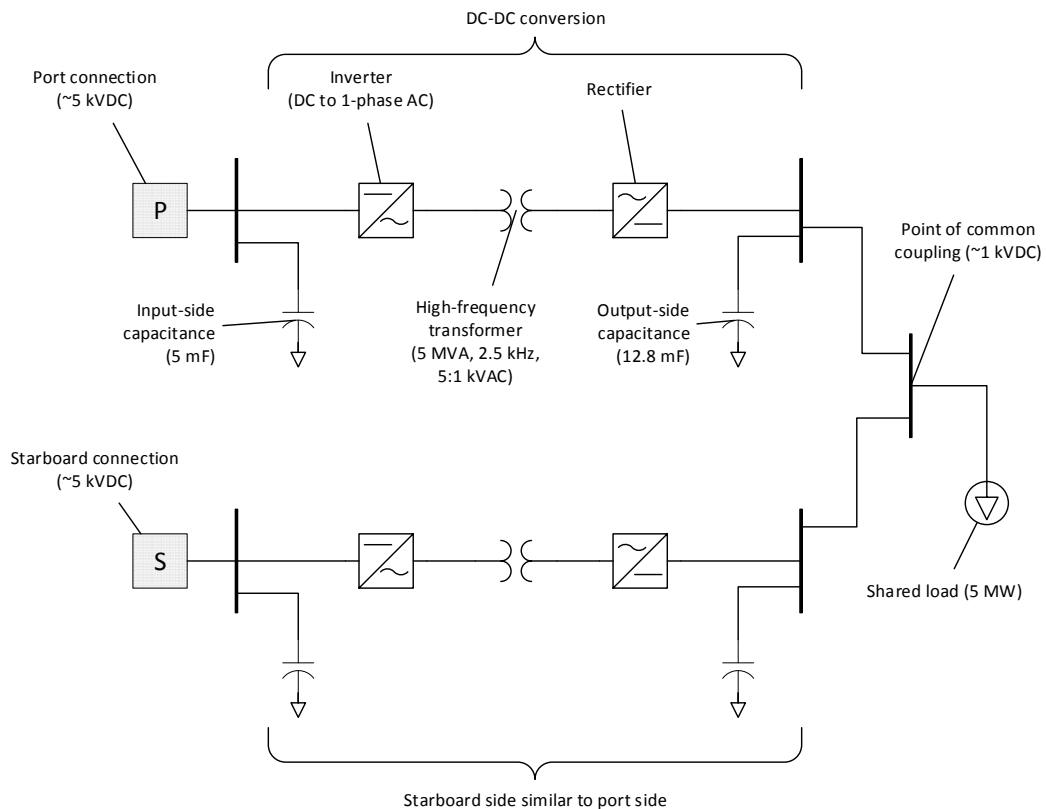 DC-DC conversion
Port connection
(~5 kVDC)
Inverter
(DC to 1-phase AC)
Rectifier
P
Point of common
coupling (~1 kVDC)
Input-side
capacitance
(5 mF)
High-frequency
transformer
(5 MVA, 2.5 kHz,
5:1 kVAC)
Output-side
capacitance
(12.8 mF)
Starboard connection
(~5 kVDC)
S
Shared load (5 MW)
Starboard side similar to port side